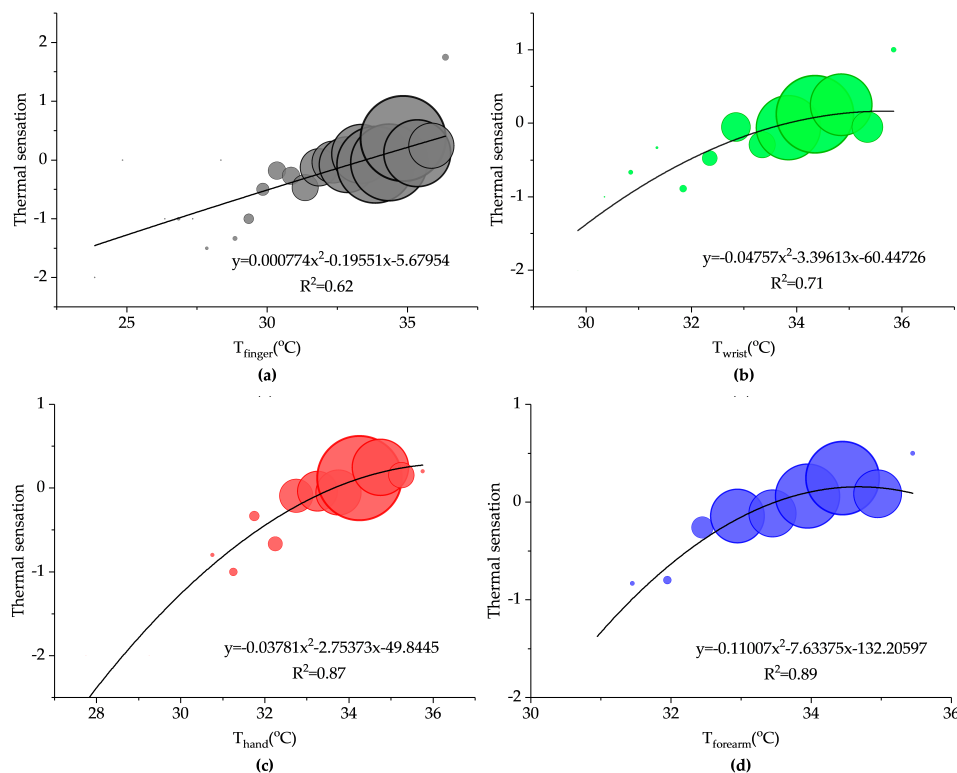 2
1
0
-1
-2
Thermal sensation
y=0.000774x²-0.19551x-5.67954
R²=0.62
25
30
35
T_finger(ºC)
(a)
1
0
-1
-2
Thermal sensation
y=-0.04757x²-3.39613x-60.44726
R²=0.71
30
32
34
36
T_wrist(ºC)
(b)
1
0
-1
-2
Thermal sensation
y=-0.03781x²-2.75373x-49.8445
R²=0.87
28
30
32
34
36
T_hand(ºC)
(c)
1
0
-1
-2
Thermal sensation
y=-0.11007x²-7.63375x-132.20597
R²=0.89
30
32
34
36
T_forearm(ºC)
(d)